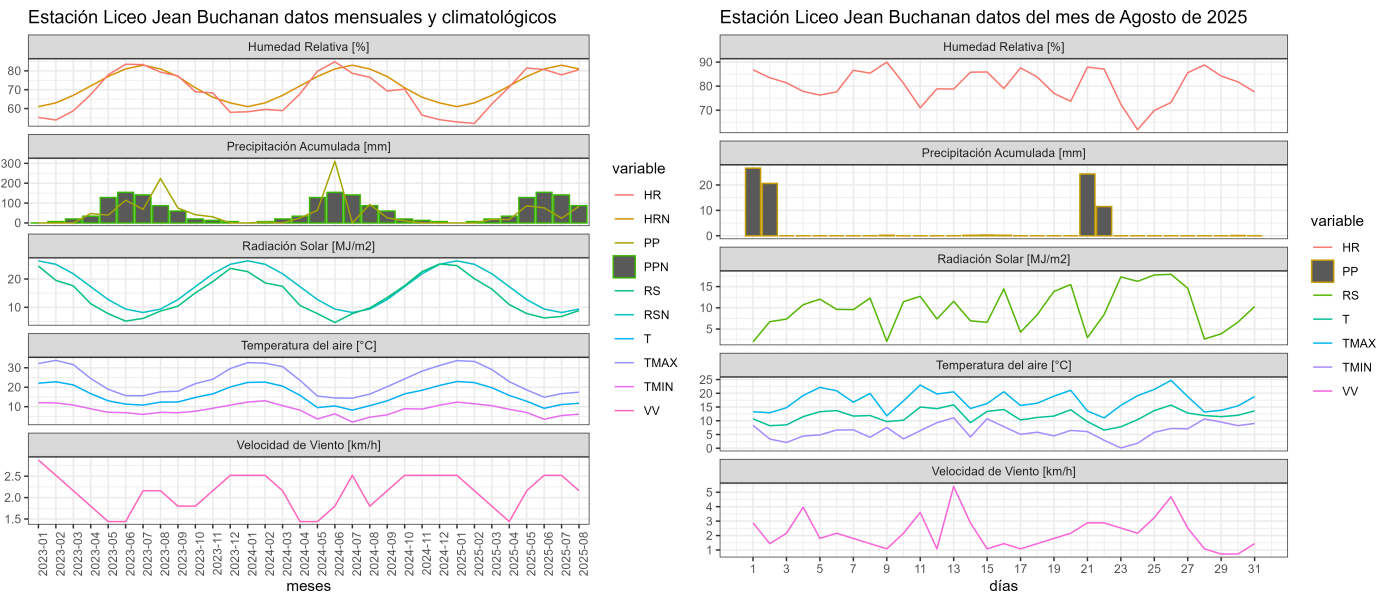 Estación Liceo Jean Buchanan datos mensuales y climatológicos
Humedad Relativa [%]
80
70
60
Precipitación Acumulada [mm]
300
200
100
0
Radiación Solar [MJ/m2]
20
10
Temperatura del aire [°C]
30
20
10
Velocidad de Viento [km/h]
2.5
2.0
1.5
2023-01
2023-02
2023-03
2023-04
2023-05
2023-06
2023-07
2023-08
2023-09
2023-10
2023-11
2023-12
2024-01
2024-02
2024-03
2024-04
2024-05
2024-06
2024-07
2024-08
2024-09
2024-10
2024-11
2024-12
2025-01
2025-02
2025-03
2025-04
2025-05
2025-06
2025-07
2025-08
meses
variable
HR
HRN
PP
PPN
RS
RSN
T
TMAX
TMIN
VV
Estación Liceo Jean Buchanan datos del mes de Agosto de 2025
Humedad Relativa [%]
90
80
70
Precipitación Acumulada [mm]
20
10
0
Radiación Solar [MJ/m2]
15
10
5
Temperatura del aire [°C]
25
20
15
10
5
0
Velocidad de Viento [km/h]
5
4
3
2
1
1 3 5 7 9 11 13 15 17 19 21 23 25 27 29 31
días
variable
HR
PP
RS
T
TMAX
TMIN
VV